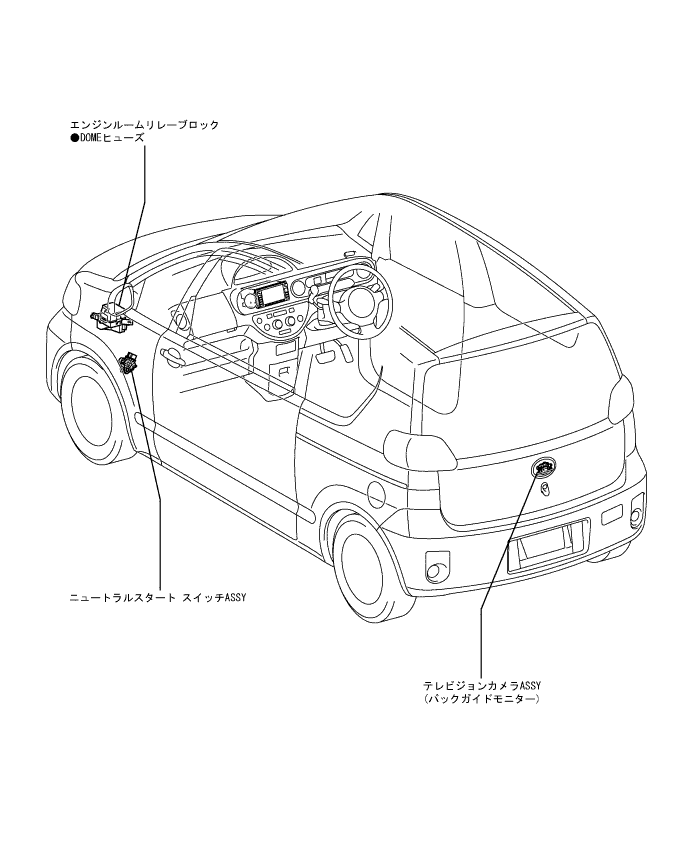 エンジンルームリレーブロック
●DOMEヒューズ
ニュートラルスタート スイッチASSY
テレビジョンカメラASSY
(バックガイドモニター)